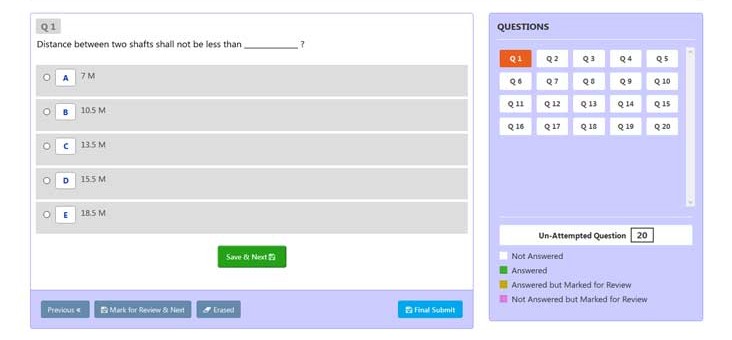 Q 1
Distance between two shafts shall not be less than ____________ ?
A 7 M
B 10.5 M
C 13.5 M
D 15.5 M
E 18.5 M
Save & Next
Previous «
Mark for Review & Next
Erased
Final Submit
QUESTIONS
Q 1 Q 2 Q 3 Q 4 Q 5
Q 6 Q 7 Q 8 Q 9 Q 10
Q 11 Q 12 Q 13 Q 14 Q 15
Q 16 Q 17 Q 18 Q 19 Q 20
Un-Attempted Question 20
Not Answered
Answered
Answered but Marked for Review
Not Answered but Marked for Review